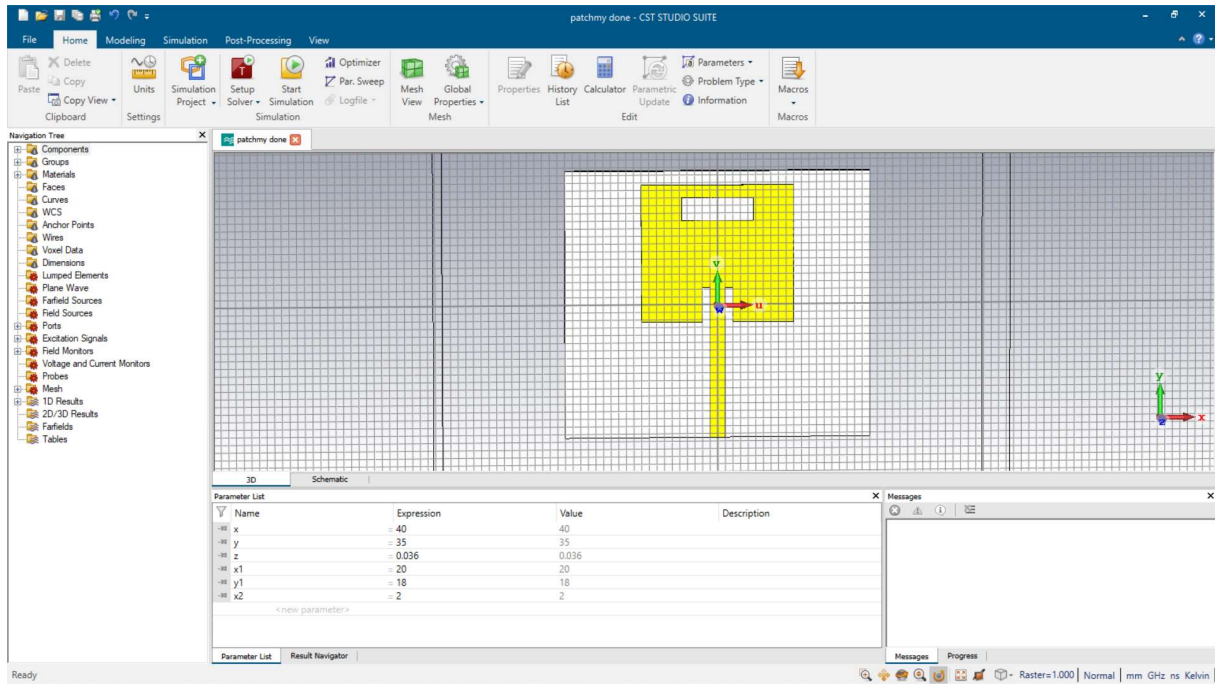 patchmy done - CST STUDIO SUITE
File Home Modeling Simulation Post-Processing View
Paste
Delete
Copy
Copy View
Clipboard
Units
Settings
Simulation Project
Setup Solver
Start Simulation
Optimizer
Par. Sweep
Logfile
Simulation
Mesh View
Global Properties
Mesh
Properties
History List
Calculator
Parametric Update
Parameters
Problem Type
Information
Edit
Macros
Macros
Navigation Tree
Components
Groups
Materials
Faces
Curves
WCS
Anchor Points
Wires
Voxel Data
Dimensions
Lumped Elements
Plane Wave
Farfield Sources
Field Sources
Ports
Excitation Signals
Field Monitors
Voltage and Current Monitors
Probes
Mesh
1D Results
2D/3D Results
Farfields
Tables
patchmy done
v
u
w
y
x
z
3D Schematic
Parameter List
Name Expression Value Description
x = 40 40
y = 35 35
z = 0.036 0.036
x1 = 20 20
y1 = 18 18
x2 = 2 2
<new parameter>
Parameter List Result Navigator
Messages
Messages Progress
Ready
Raster=1.000 Normal mm GHz ns Kelvin